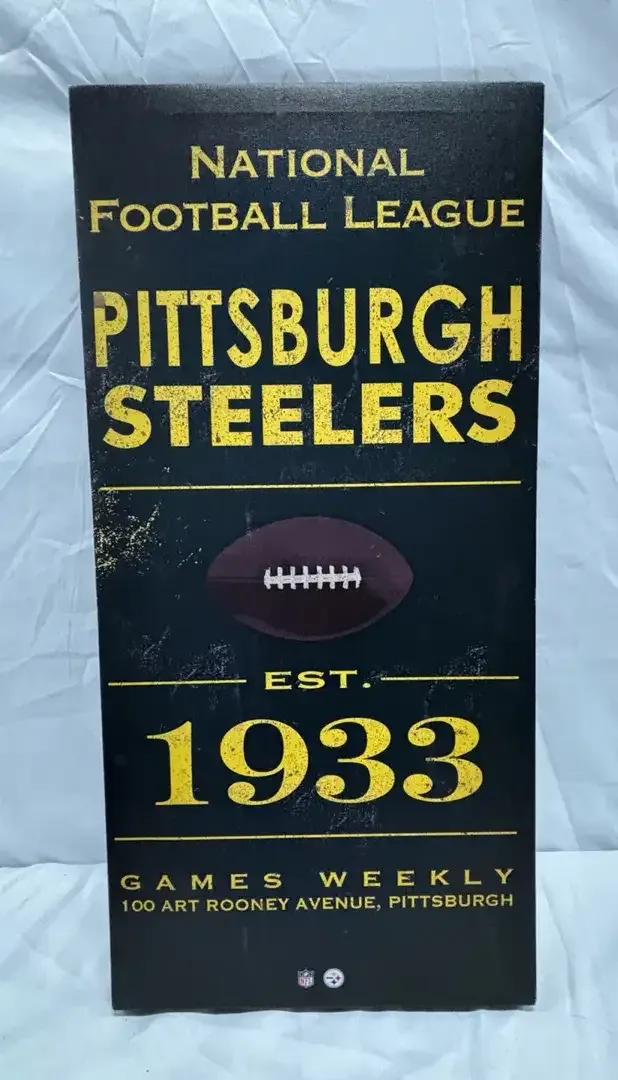 NATIONAL
FOOTBALL LEAGUE
PITTSBURGH
STEELERS
EST.
1933
GAMES WEEKLY
100 ART ROONEY AVENUE, PITTSBURGH